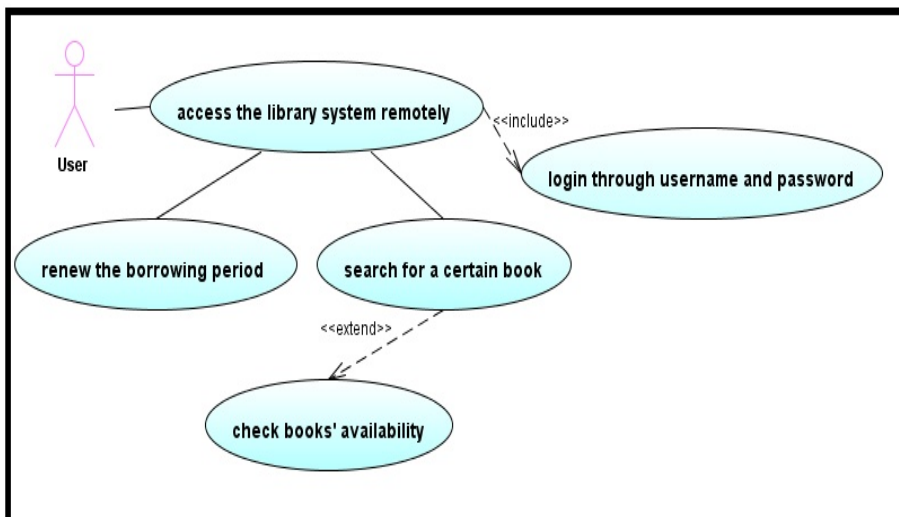 access the library system remotely
<<include>>
User
login through username and password
renew the borrowing period
search for a certain book
<<extend>>
check books' availability